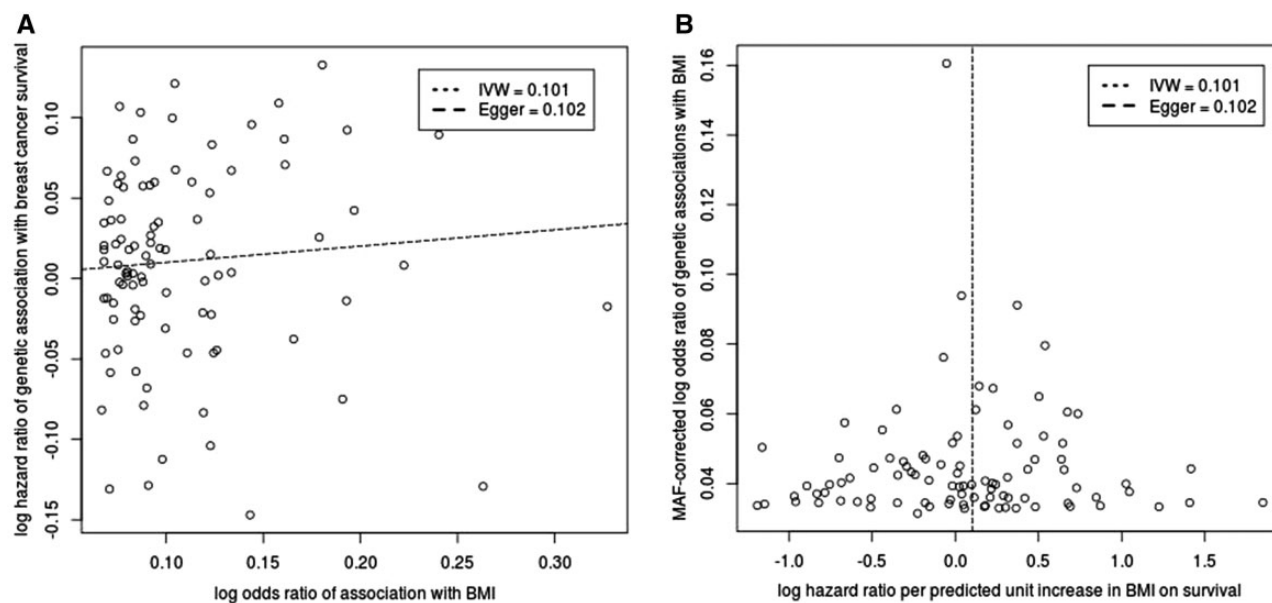 A
log hazard ratio of genetic association with breast cancer survival
0.10
0.05
0.00
-0.05
-0.10
-0.15
IVW = 0.101
Egger = 0.102
0.10 0.15 0.20 0.25 0.30
log odds ratio of association with BMI
B
MAF-corrected log odds ratio of genetic associations with BMI
0.16
0.14
0.12
0.10
0.08
0.06
0.04
IVW = 0.101
Egger = 0.102
-1.0 -0.5 0.0 0.5 1.0 1.5
log hazard ratio per predicted unit increase in BMI on survival